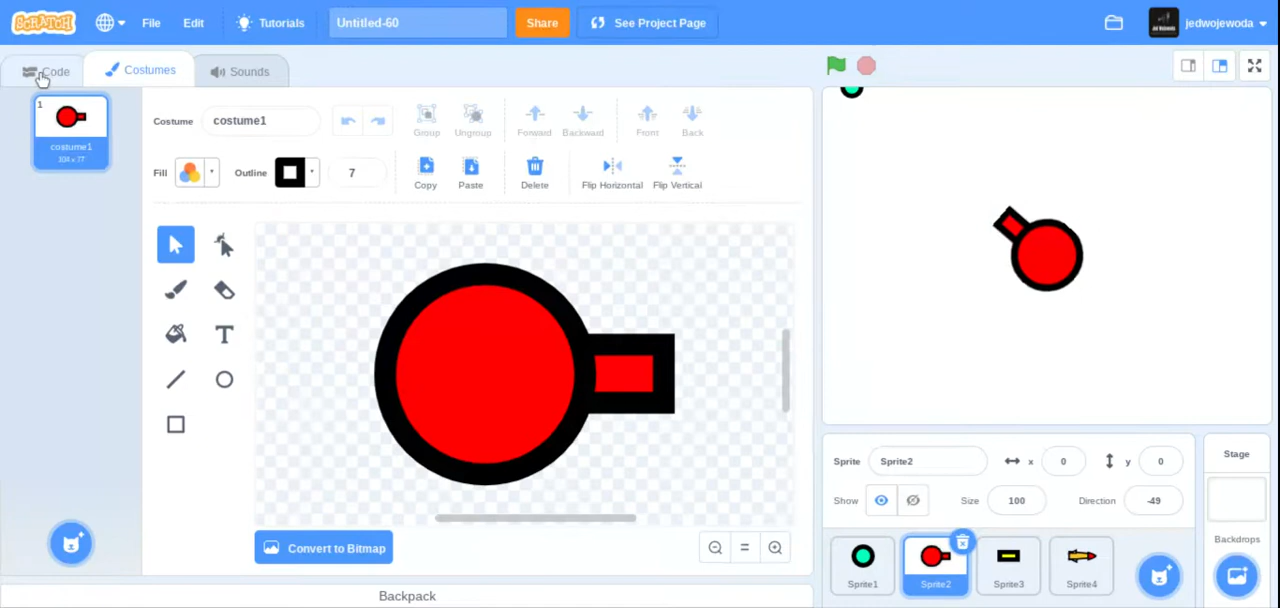 SCRATCH File Edit Tutorials Untitled-60 Share See Project Page jedwojewoda
Code Costumes Sounds
1
costume1
104 x 77
Costume costume1 Group Ungroup Forward Backward Front Back
Fill Outline 7 Copy Paste Delete Flip Horizontal Flip Vertical
T
Convert to Bitmap
Backpack
Sprite Sprite2 x 0 y 0
Show Size 100 Direction -49
Sprite1 Sprite2 Sprite3 Sprite4
Stage
Backdrops